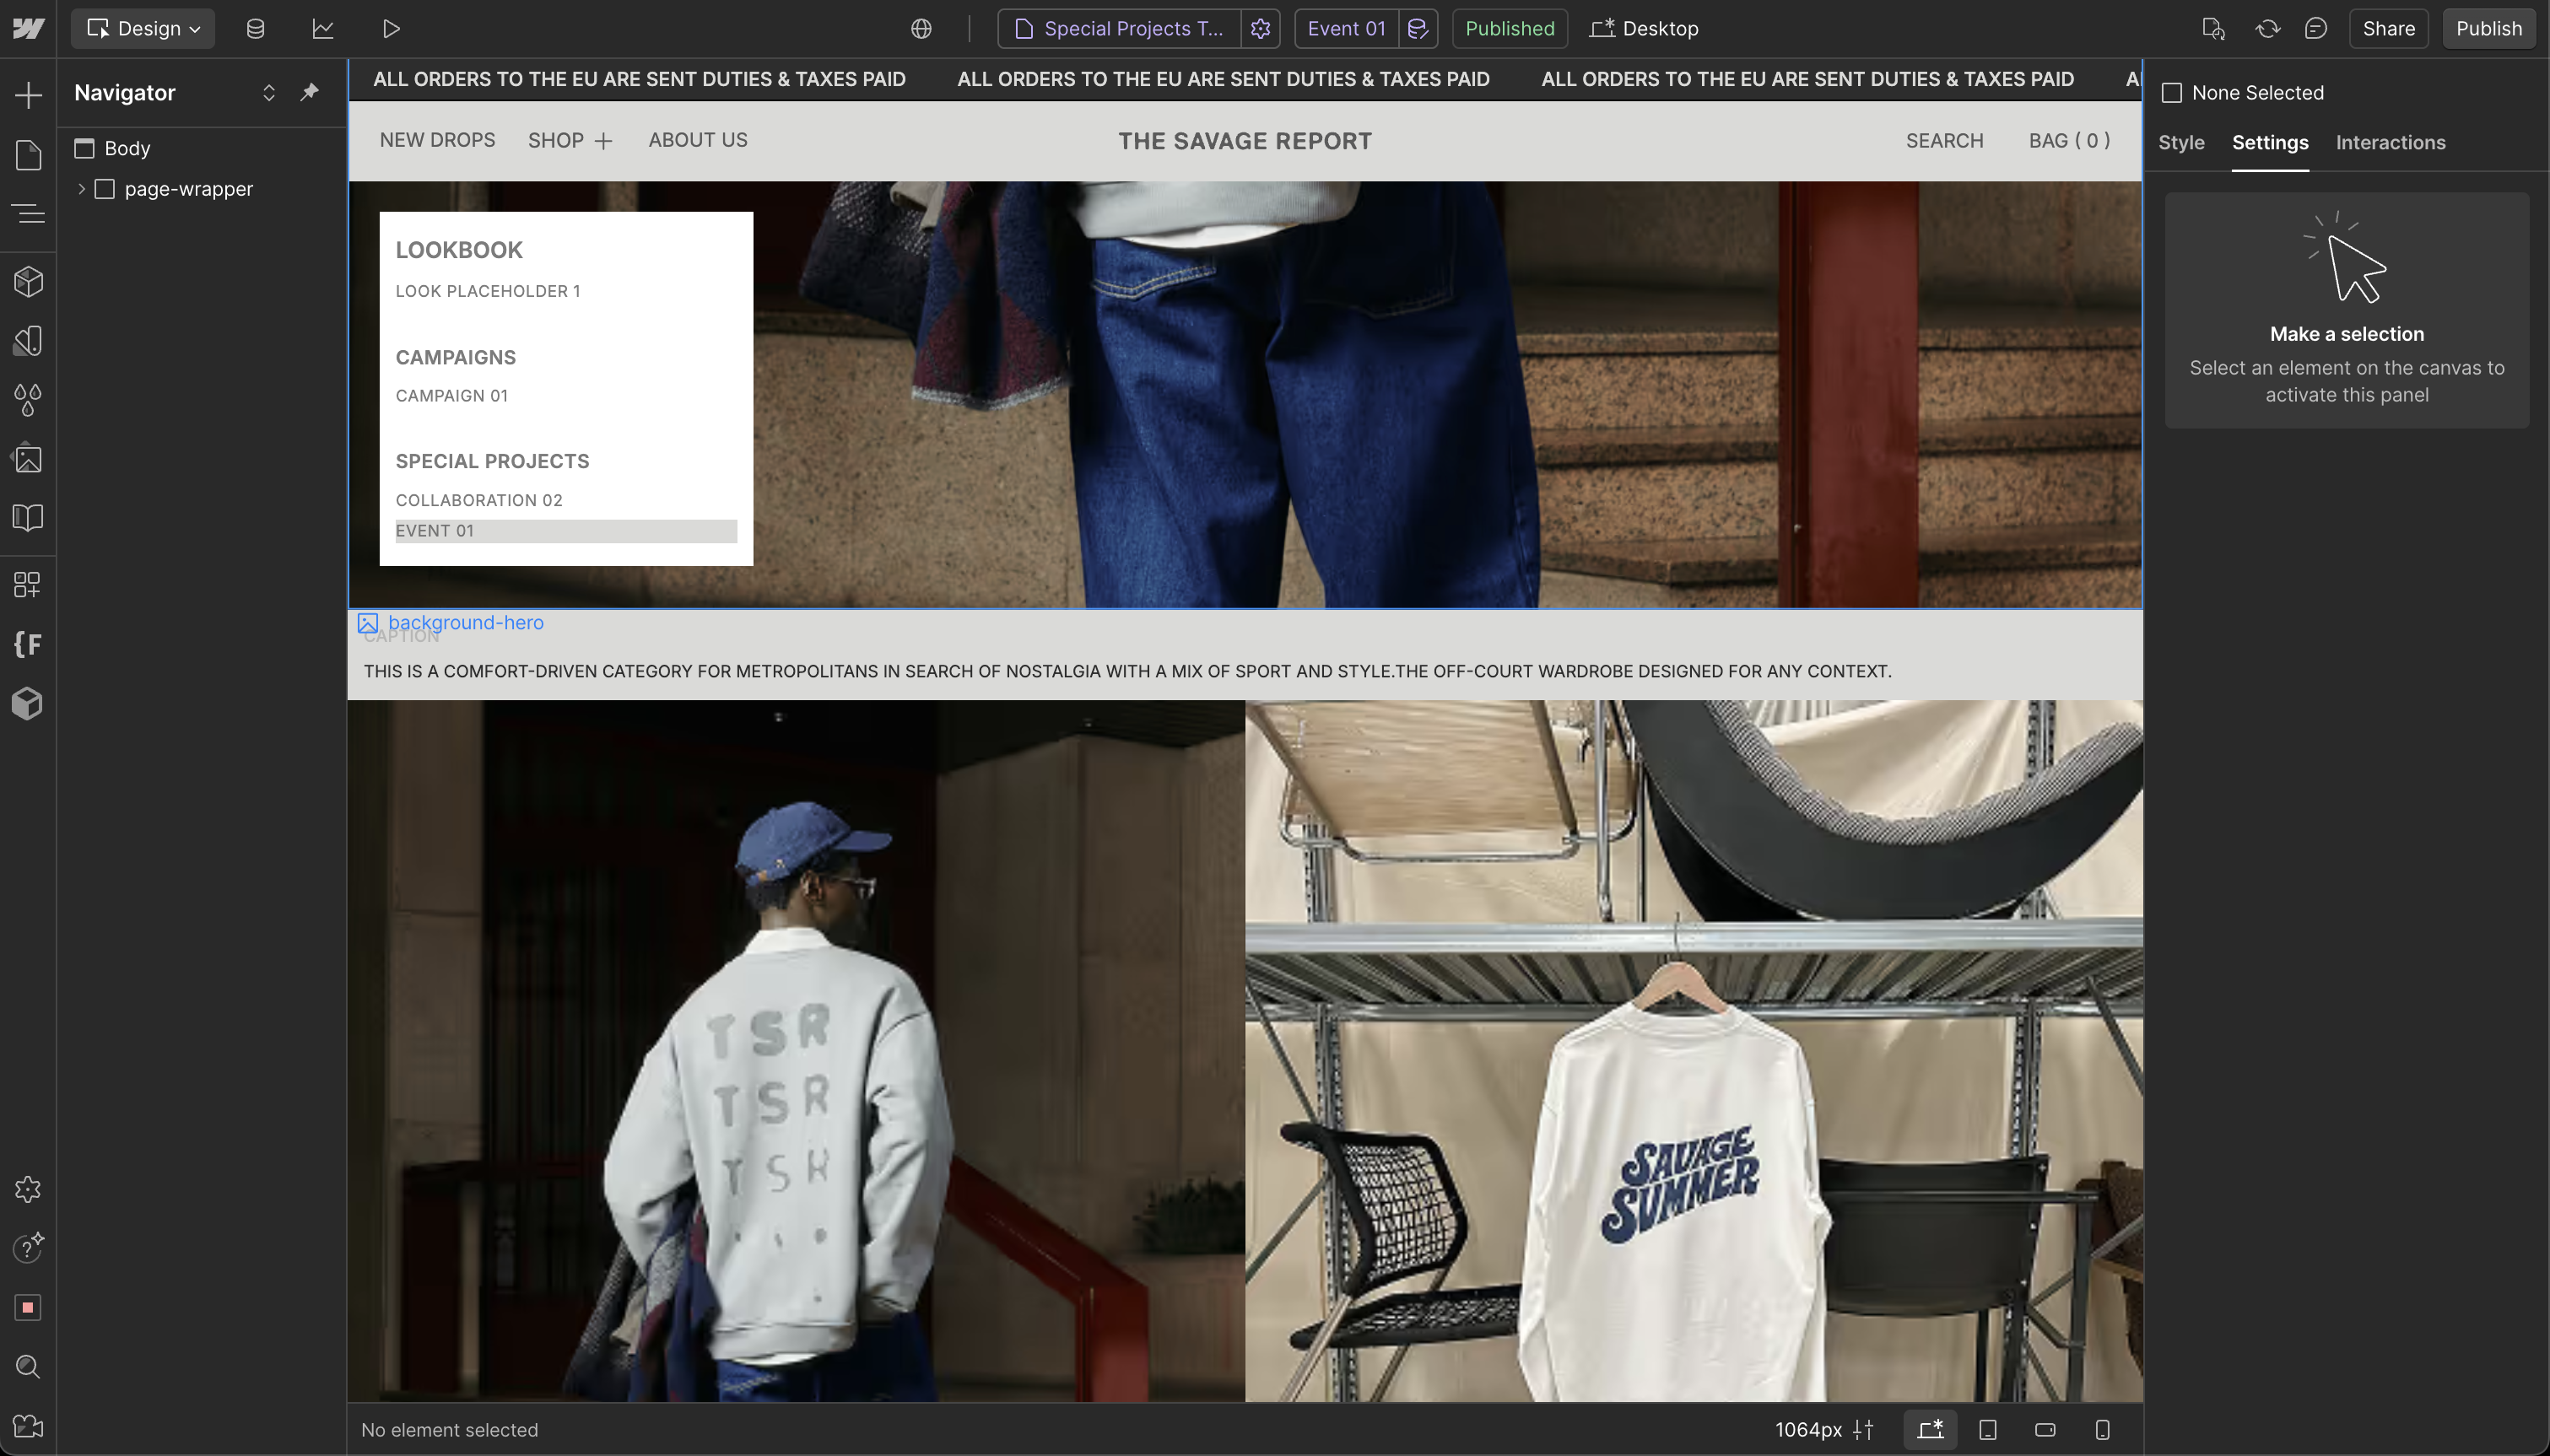 Design
Special Projects T...
Event 01
Published
Desktop
Share
Publish
Navigator
Body
page-wrapper
ALL ORDERS TO THE EU ARE SENT DUTIES & TAXES PAID ALL ORDERS TO THE EU ARE SENT DUTIES & TAXES PAID ALL ORDERS TO THE EU ARE SENT DUTIES & TAXES PAID
NEW DROPS SHOP + ABOUT US THE SAVAGE REPORT SEARCH BAG ( 0 )
LOOKBOOK
LOOK PLACEHOLDER 1
CAMPAIGNS
CAMPAIGN 01
SPECIAL PROJECTS
COLLABORATION 02
EVENT 01
background-hero
CAPTION
THIS IS A COMFORT-DRIVEN CATEGORY FOR METROPOLITANS IN SEARCH OF NOSTALGIA WITH A MIX OF SPORT AND STYLE.THE OFF-COURT WARDROBE DESIGNED FOR ANY CONTEXT.
TSR
TSR
TSR
SAVAGE
SUMMER
No element selected
1064px
None Selected
Style Settings Interactions
Make a selection
Select an element on the canvas to
activate this panel